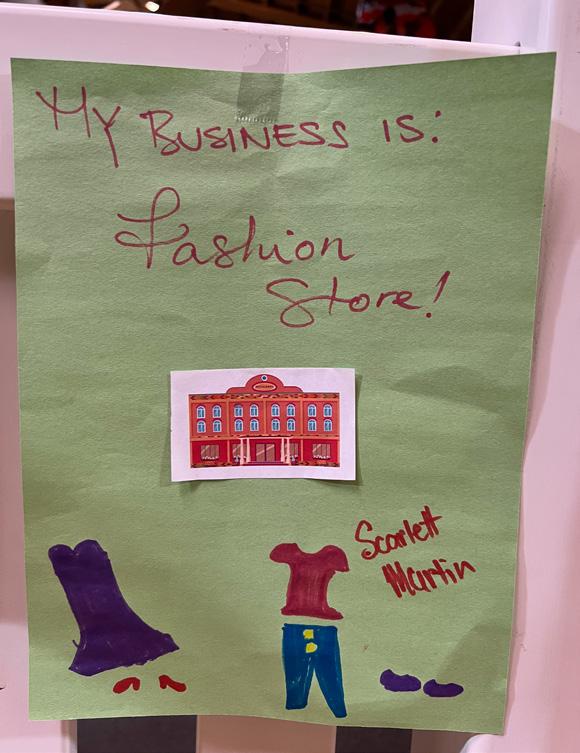 My BUSINESS IS:
Fashion
Store!
Scarlett
Martin